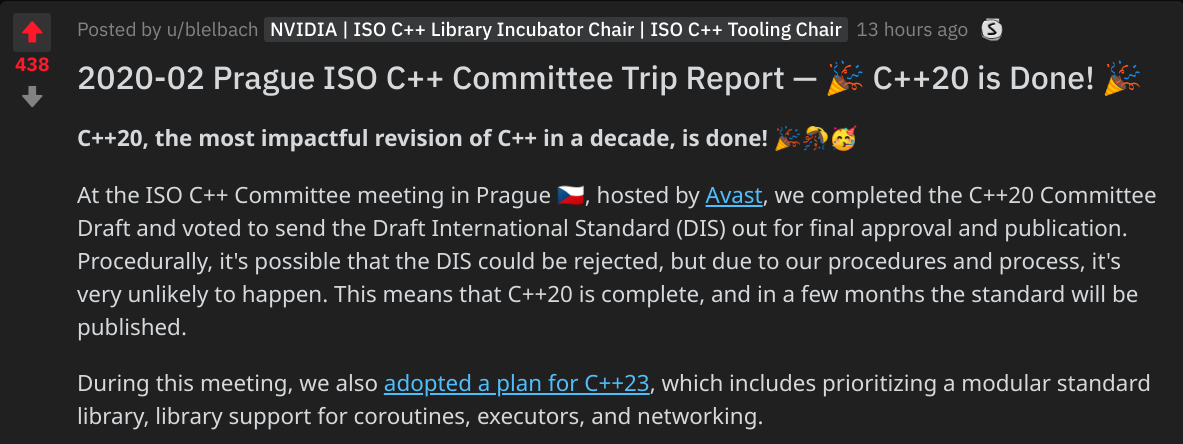 Posted by u/blelbach NVIDIA | ISO C++ Library Incubator Chair | ISO C++ Tooling Chair 13 hours ago S
438
2020-02 Prague ISO C++ Committee Trip Report — 🎉 C++20 is Done! 🎉
C++20, the most impactful revision of C++ in a decade, is done! 🎉🎊🥳
At the ISO C++ Committee meeting in Prague 🇨🇿, hosted by Avast, we completed the C++20 Committee
Draft and voted to send the Draft International Standard (DIS) out for final approval and publication.
Procedurally, it's possible that the DIS could be rejected, but due to our procedures and process, it's
very unlikely to happen. This means that C++20 is complete, and in a few months the standard will be
published.
During this meeting, we also adopted a plan for C++23, which includes prioritizing a modular standard
library, library support for coroutines, executors, and networking.